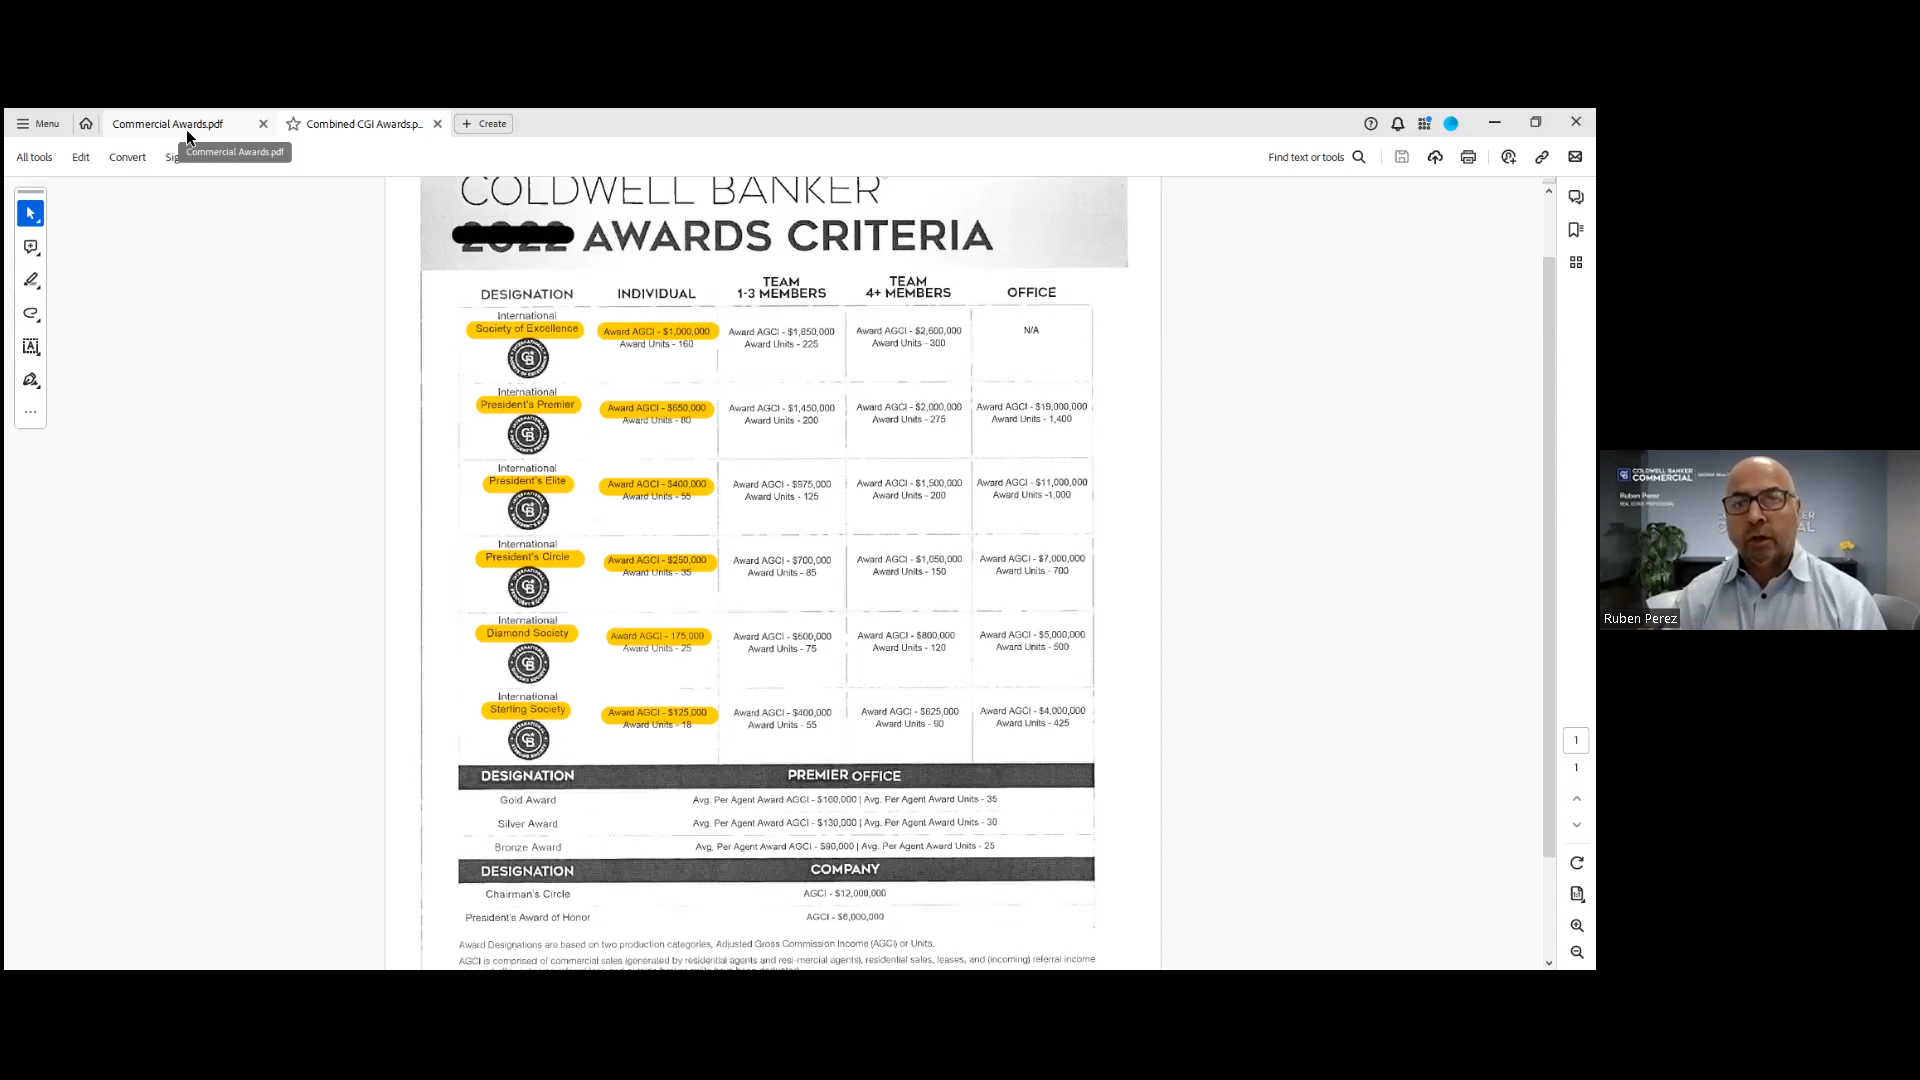 Menu
Commercial Awards.pdf
Combined CGI Awards.p...
Create
All tools
Edit
Convert
Commercial Awards.pdf
Find text or tools
COLDWELL BANKER
2022 AWARDS CRITERIA
DESIGNATION
INDIVIDUAL
TEAM
1-3 MEMBERS
TEAM
4+ MEMBERS
OFFICE
International
Society of Excellence
Award AGCI - $1,000,000
Award Units - 160
Award AGCI - $1,850,000
Award Units - 225
Award AGCI - $2,600,000
Award Units - 300
N/A
International
President's Premier
Award AGCI - $650,000
Award Units - 80
Award AGCI - $1,450,000
Award Units - 200
Award AGCI - $2,000,000
Award Units - 275
Award AGCI - $19,000,000
Award Units - 1,400
International
President's Elite
Award AGCI - $400,000
Award Units - 55
Award AGCI - $975,000
Award Units - 125
Award AGCI - $1,500,000
Award Units - 200
Award AGCI - $11,000,000
Award Units -1,000
International
President's Circle
Award AGCI - $250,000
Award Units - 35
Award AGCI - $700,000
Award Units - 85
Award AGCI - $1,050,000
Award Units - 150
Award AGCI - $7,000,000
Award Units - 700
International
Diamond Society
Award AGCI - 175,000
Award Units - 25
Award AGCI - $500,000
Award Units - 75
Award AGCI - $800,000
Award Units - 120
Award AGCI - $5,000,000
Award Units - 500
International
Sterling Society
Award AGCI - $125,000
Award Units - 18
Award AGCI - $400,000
Award Units - 55
Award AGCI - $625,000
Award Units - 90
Award AGCI - $4,000,000
Award Units - 425
DESIGNATION
PREMIER OFFICE
Gold Award
Avg. Per Agent Award AGCI - $160,000 | Avg. Per Agent Award Units - 35
Silver Award
Avg. Per Agent Award AGCI - $130,000 | Avg. Per Agent Award Units - 30
Bronze Award
Avg. Per Agent Award AGCI - $90,000 | Avg. Per Agent Award Units - 25
DESIGNATION
COMPANY
Chairman's Circle
AGCI - $12,000,000
President's Award of Honor
AGCI - $6,000,000
Award Designations are based on two production categories, Adjusted Gross Commission Income (AGCI) or Units.
AGCI is comprised of commercial sales (generated by residential agents and resi-mercial agents), residential sales, leases, and (incoming) referral income
1
1
COLDWELL BANKER
COMMERCIAL
Ruben Perez
REAL ESTATE PROFESSIONAL
Ruben Perez